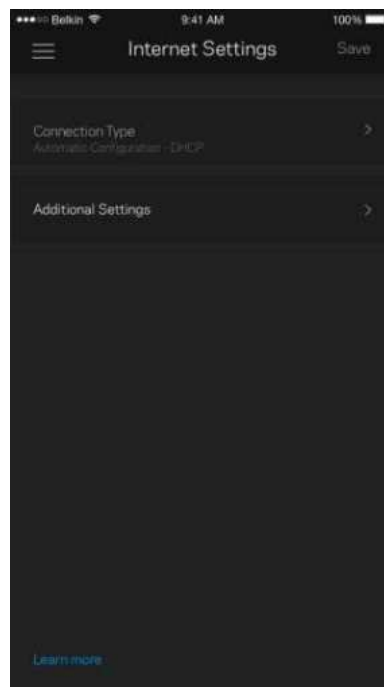 Belkin 9:41 AM 100%
Internet Settings Save
Connection Type
Automatic Configuration - DHCP
Additional Settings
Learn more